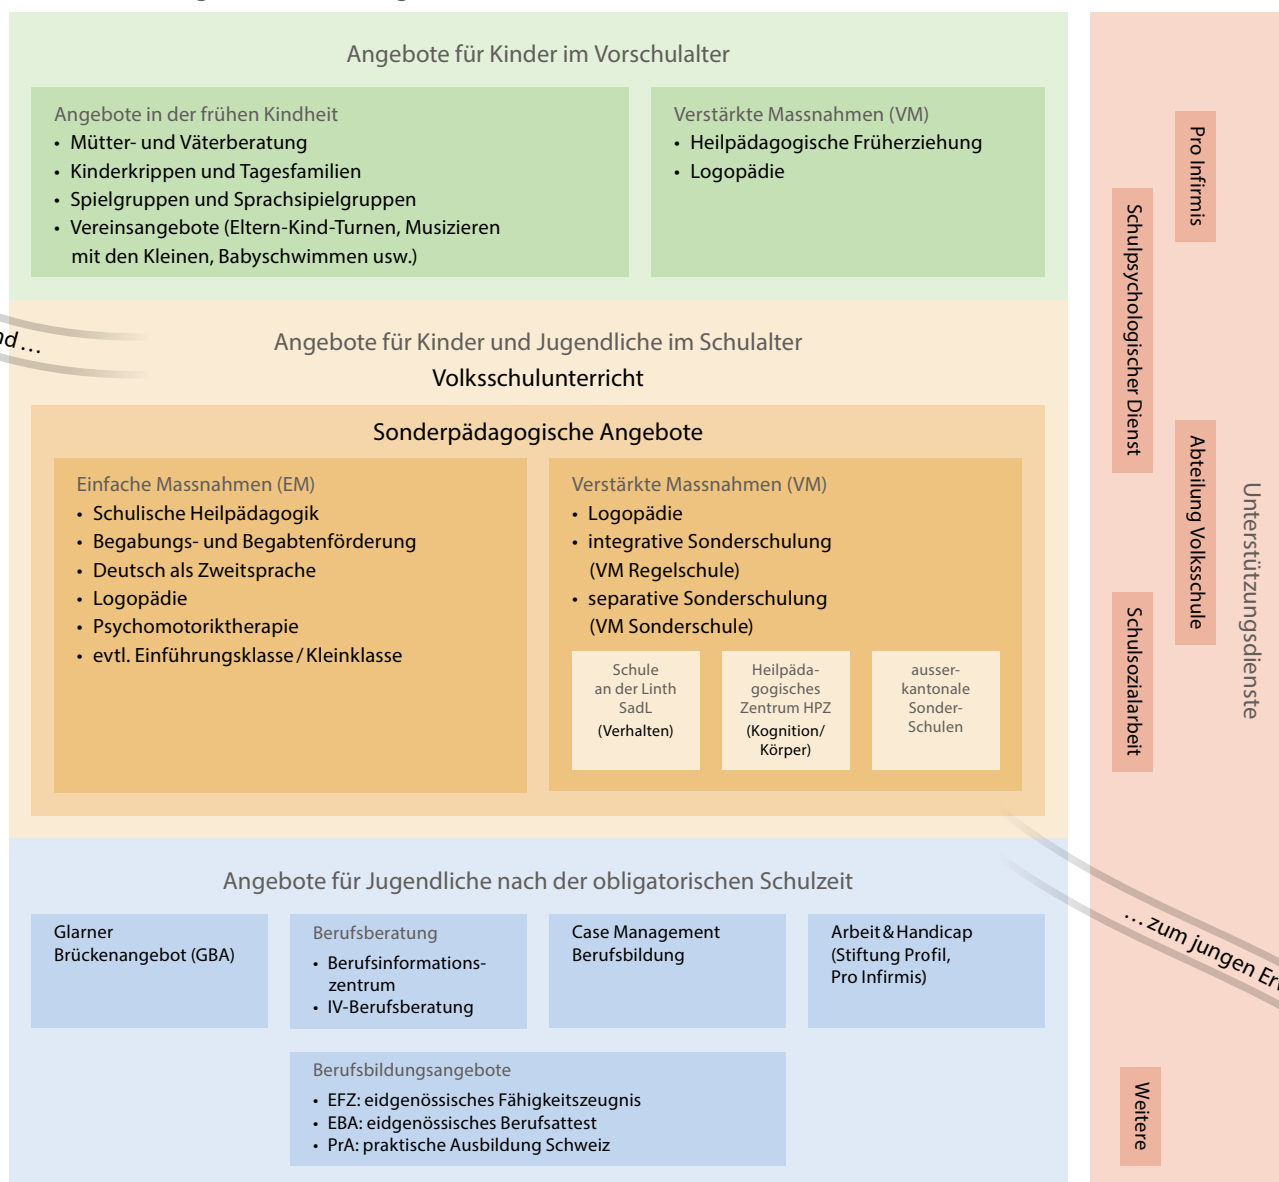 Angebote für Kinder im Vorschulalter
Angebote in der frühen Kindheit
• Mütter- und Väterberatung
• Kinderkrippen und Tagesfamilien
• Spielgruppen und Sprachsipielgruppen
• Vereinsangebote (Eltern-Kind-Turnen, Musizieren
mit den Kleinen, Babyschwimmen usw.)
Verstärkte Massnahmen (VM)
• Heilpädagogische Früherziehung
• Logopädie
Angebote für Kinder und Jugendliche im Schulalter
Volksschulunterricht
Sonderpädagogische Angebote
Einfache Massnahmen (EM)
• Schulische Heilpädagogik
• Begabungs- und Begabtenförderung
• Deutsch als Zweitsprache
• Logopädie
• Psychomotoriktherapie
• evtl. Einführungsklasse/Kleinklasse
Verstärkte Massnahmen (VM)
• Logopädie
• integrative Sonderschulung
(VM Regelschule)
• separative Sonderschulung
(VM Sonderschule)
Schule
an der Linth
SadL
(Verhalten)
Heilpäda-
gogisches
Zentrum HPZ
(Kognition/
Körper)
ausser-
kantonale
Sonder-
Schulen
Angebote für Jugendliche nach der obligatorischen Schulzeit
Glarner
Brückenangebot (GBA)
Berufsberatung
• Berufsinformations-
zentrum
• IV-Berufsberatung
Case Management
Berufsbildung
Arbeit & Handicap
(Stiftung Profil,
Pro Infirmis)
Berufsbildungsangebote
• EFZ: eidgenössisches Fähigkeitszeugnis
• EBA: eidgenössisches Berufsattest
• PrA: praktische Ausbildung Schweiz
... zum jungen
Pro Infirmis
Schulpsychologischer Dienst
Abteilung Volksschule
Schulsozialarbeit
Weitere
Unterstützungsdienste